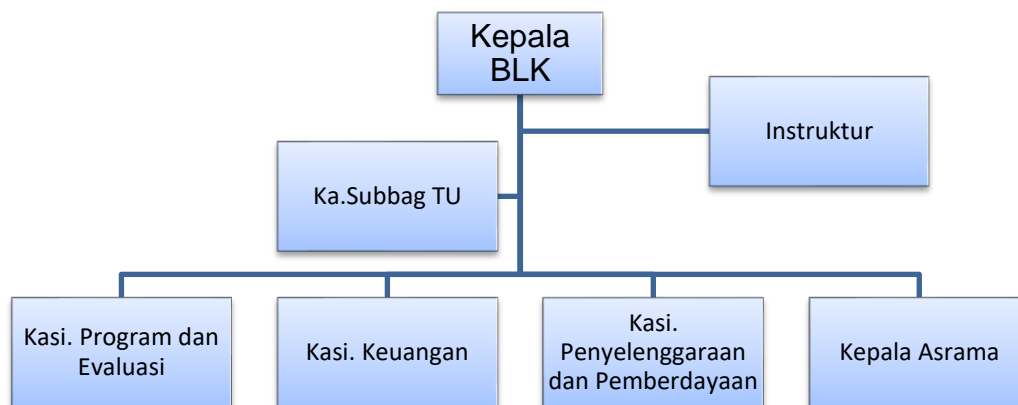 Kepala
BLK
Instruktur
Ka.Subbag TU
Kasi. Program dan
Evaluasi
Kasi. Keuangan
Kasi.
Penyelenggaraan
dan Pemberdayaan
Kepala Asrama